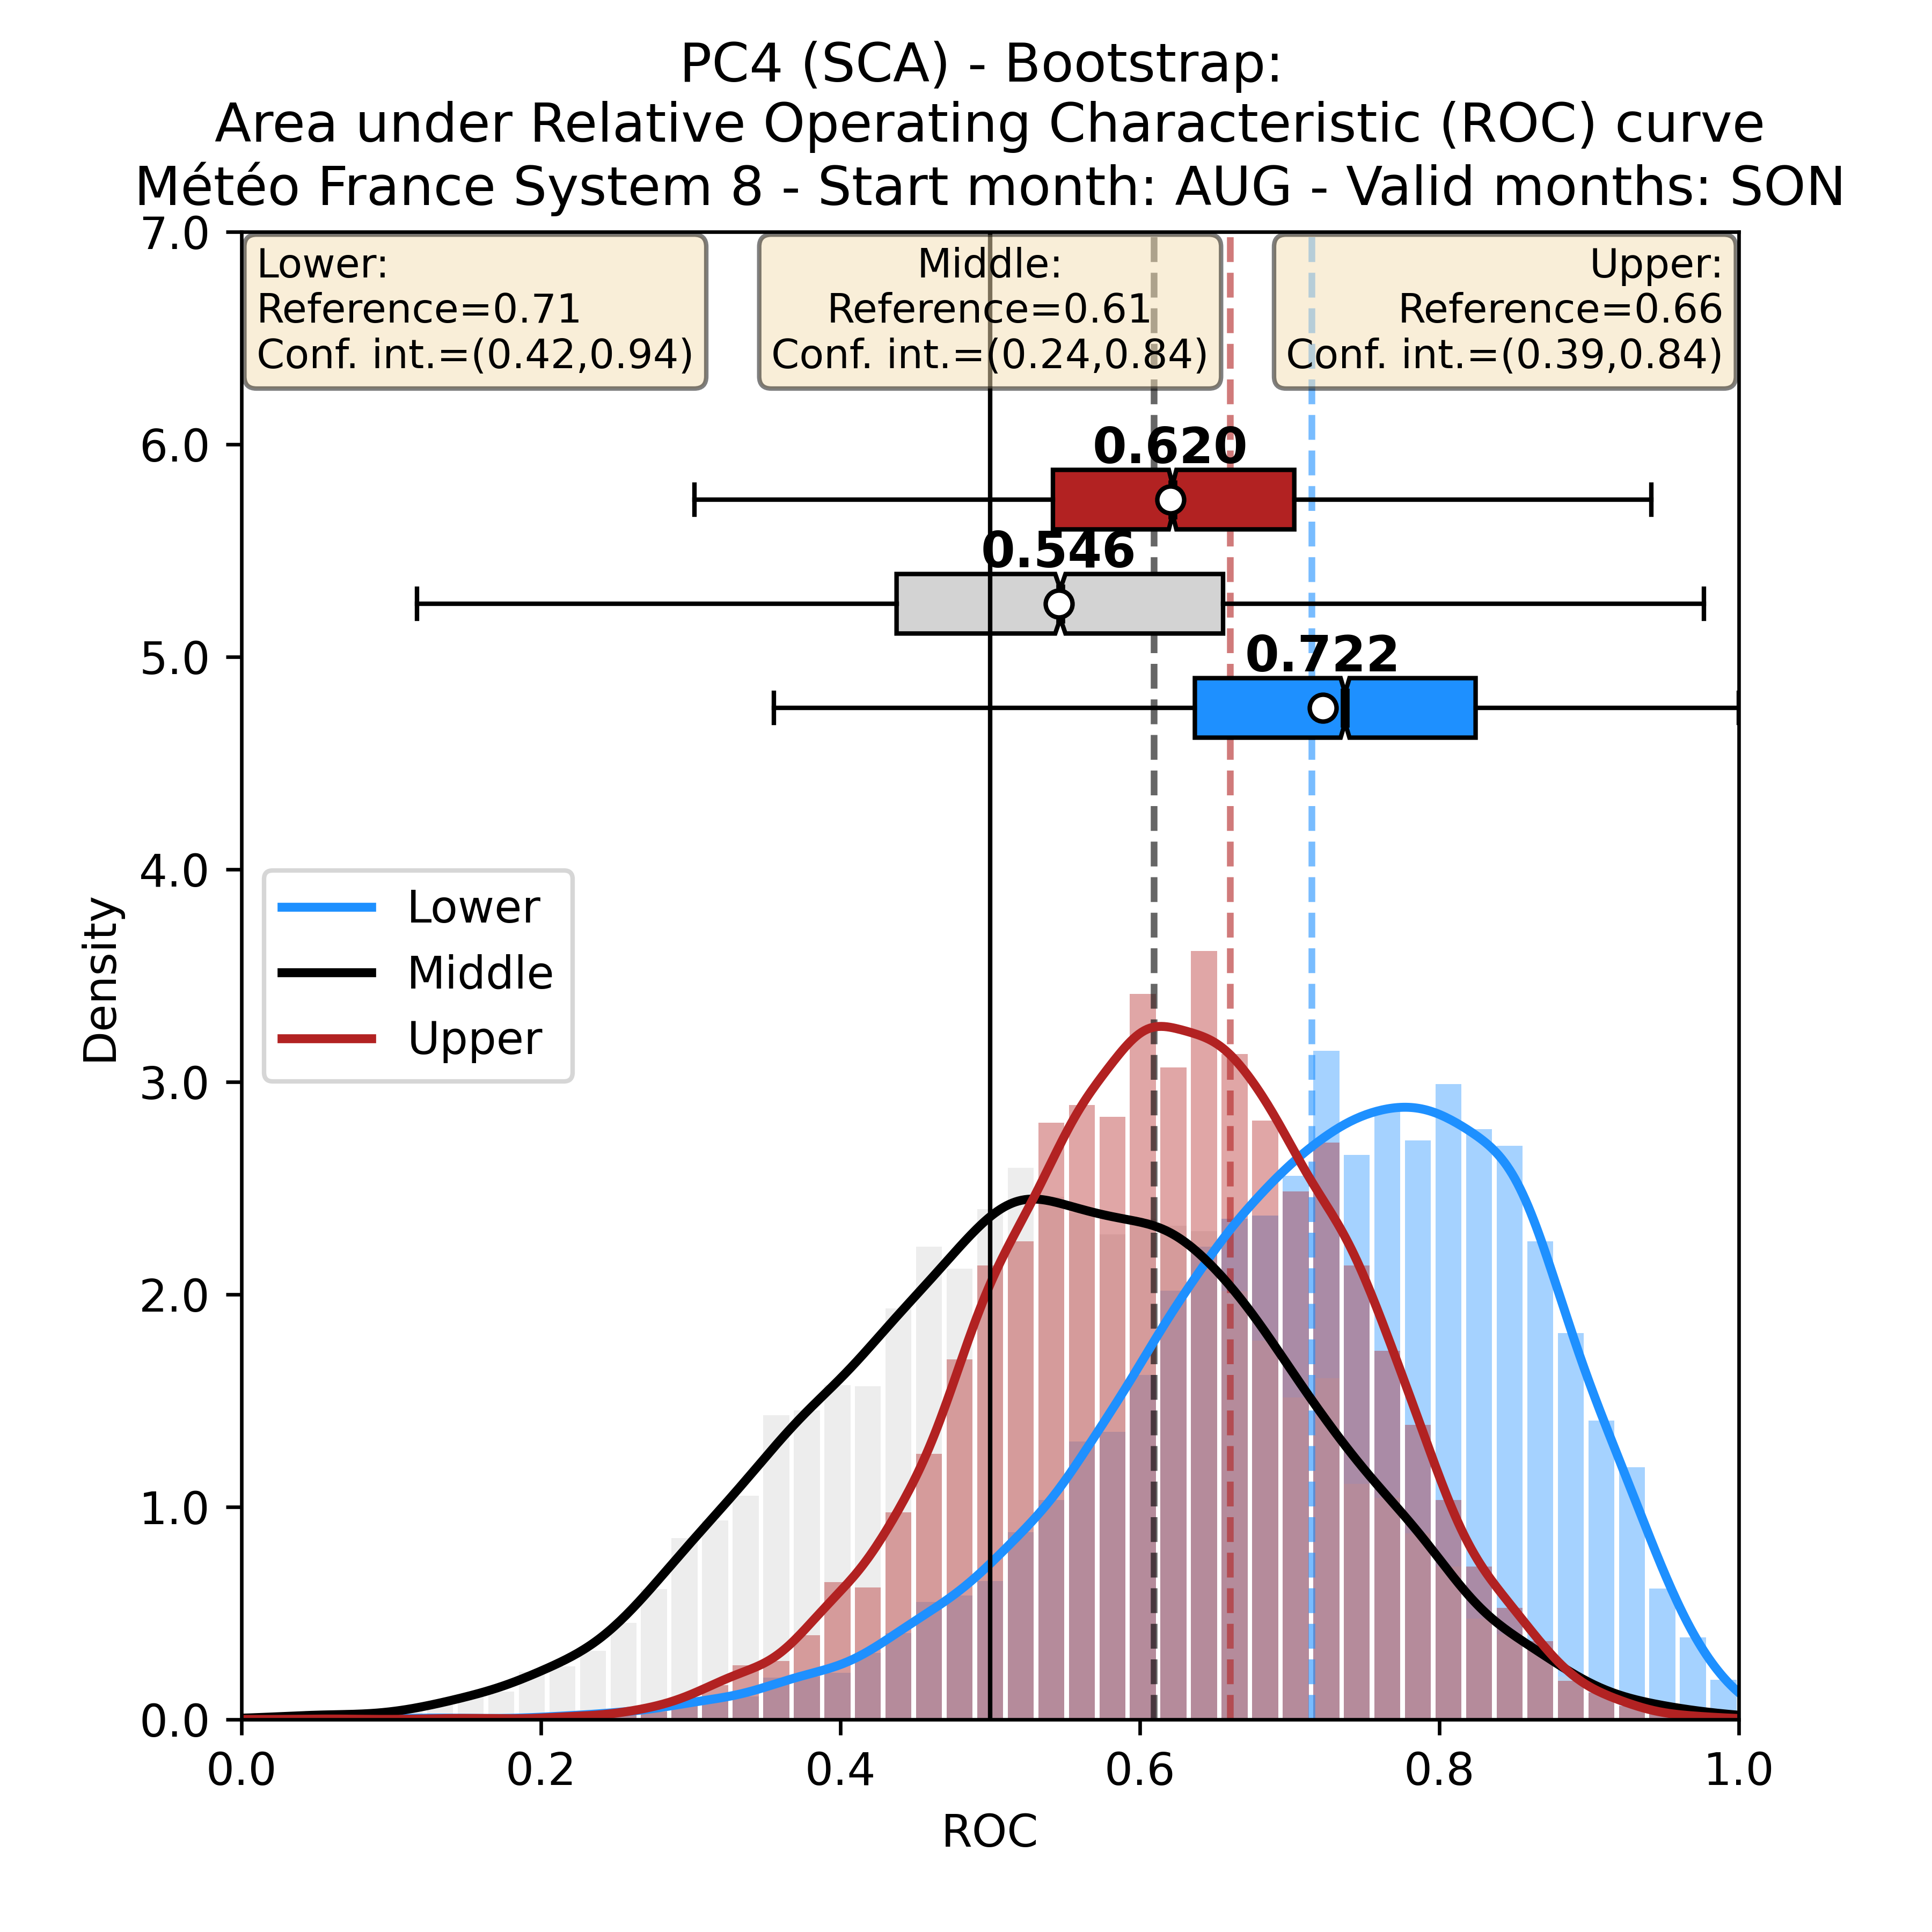 PC4 (SCA) - Bootstrap:
Area under Relative Operating Characteristic (ROC) curve
Météo France System 8 - Start month: AUG - Valid months: SON
7.0
Lower:
Reference=0.71
Conf. int.=(0.42,0.94)
Middle:
Reference=0.61
Conf. int.=(0.24,0.84)
Upper:
Reference=0.66
Conf. int.=(0.39,0.84)
6.0
0.620
0.546
5.0
0.722
4.0
Lower
Middle
Upper
Density
3.0
2.0
1.0
0.0
0.0 0.2 0.4 0.6 0.8 1.0
ROC